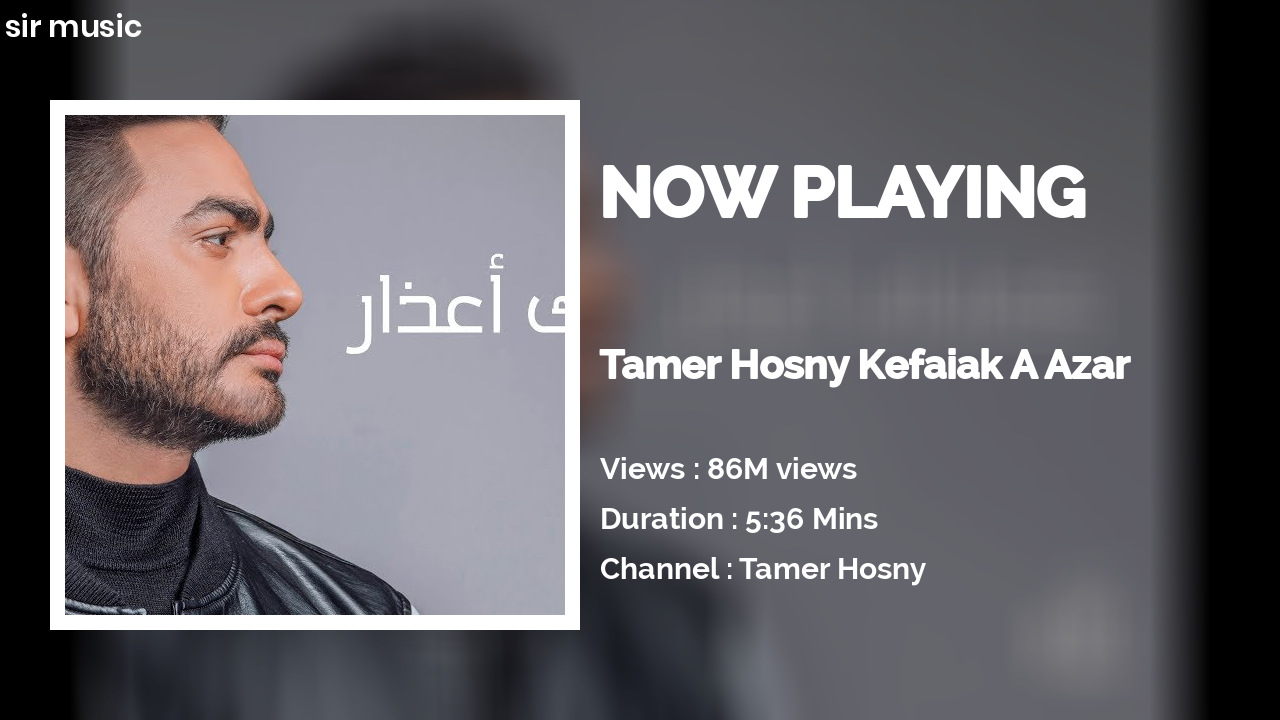 sir music
NOW PLAYING
أعذار
Tamer Hosny Kefaiak A Azar
Views : 86M views
Duration : 5:36 Mins
Channel : Tamer Hosny